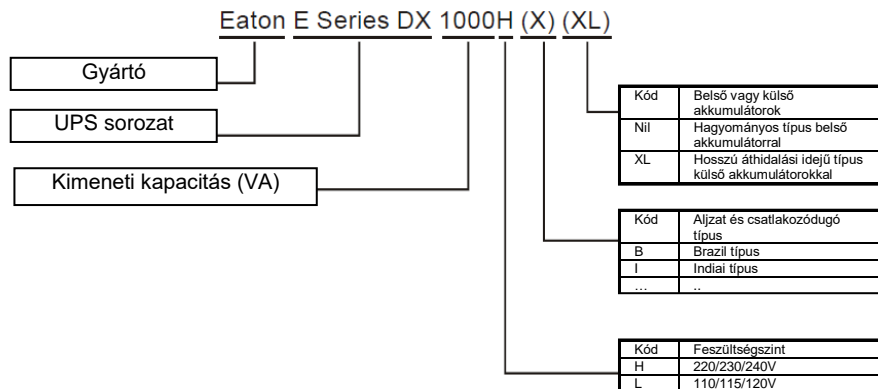 Eaton E Series DX 1000H (X) (XL)
Gyártó
UPS sorozat
Kimeneti kapacitás (VA)
Kód Belső vagy külső
akkumulátorok
Nil Hagyományos típus belső
akkumulátorral
XL Hosszú áthidalási idejű típus
külső akkumulátorokkal
Kód Aljzat és csatlakozódugó
típus
B Brazil típus
I Indiai típus
... ..
Kód Feszültségszint
H 220/230/240V
L 110/115/120V